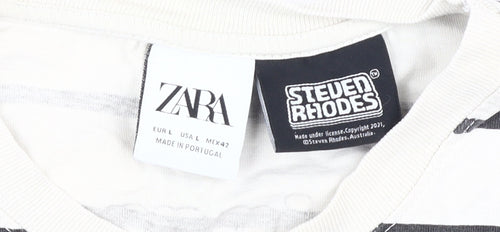 ZARA
EUR L USA L MEX 42
MADE IN PORTUGAL
STEVEN
RHODES
TM
Made under license.Copyright 2021,
©Steven Rhodes.Australia.